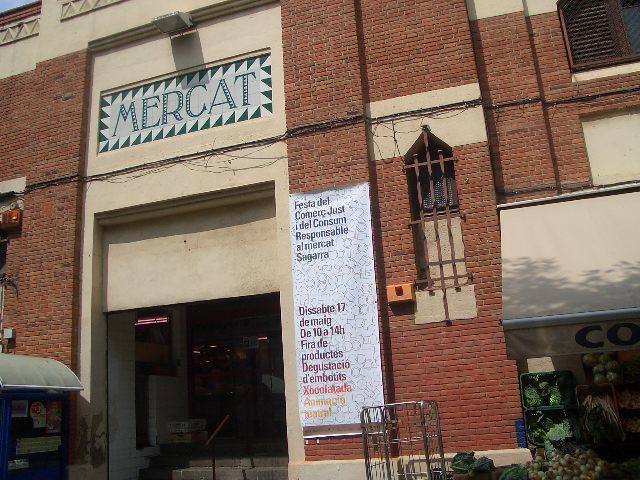 MERCAT
Festa del
Comerç Just
i del Consum
Responsable
al mercat
Sagarra
Dissabte 17
de maig
De 10 a 14h
Fira de
productes
Degustació
d'embotits
Xocolatada
Animació
teatral
CO